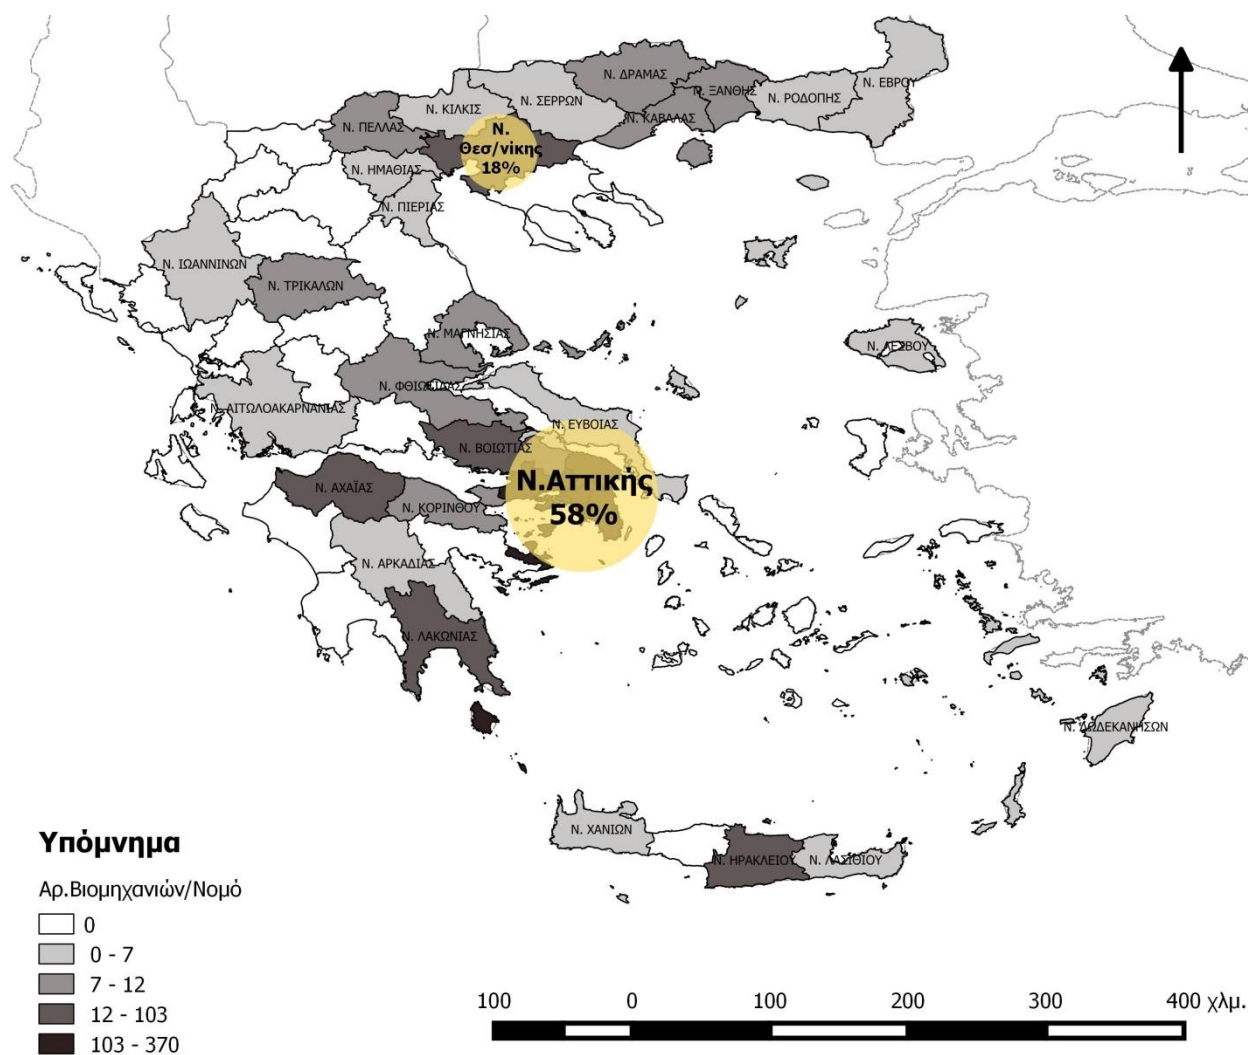 Ν. ΔΡΑΜΑΣ
Ν. ΞΑΝΘΗΣ
Ν. ΕΒΡΟΥ
Ν. ΡΟΔΟΠΗΣ
Ν. ΣΕΡΡΩΝ
Ν. ΚΙΛΚΙΣ
Ν. ΚΑΒΑΛΑΣ
Ν. ΠΕΛΛΑΣ
Ν.
Θεσ/νίκης
18%
Ν. ΗΜΑΘΙΑΣ
Ν. ΠΙΕΡΙΑΣ
Ν. ΙΩΑΝΝΙΝΩΝ
Ν. ΤΡΙΚΑΛΩΝ
Ν. ΜΑΓΝΗΣΙΑΣ
Ν. ΛΕΣΒΟΥ
Ν. ΦΘΙΩΤΙΔΑΣ
Ν. ΑΙΤΩΛΟΑΚΑΡΝΑΝΙΑΣ
Ν. ΕΥΒΟΙΑΣ
Ν. ΒΟΙΩΤΙΑΣ
Ν.Αττικής
58%
Ν. ΑΧΑΪΑΣ
Ν. ΚΟΡΙΝΘΟΥ
Ν. ΑΡΚΑΔΙΑΣ
Ν. ΛΑΚΩΝΙΑΣ
Ν. ΔΩΔΕΚΑΝΗΣΩΝ
Ν. ΧΑΝΙΩΝ
Ν. ΗΡΑΚΛΕΙΟΥ
Ν. ΛΑΣΙΘΙΟΥ
Υπόμνημα
Αρ.Βιομηχανιών/Νομό
0
0 - 7
7 - 12
12 - 103
103 - 370
100 0 100 200 300 400 χλμ.